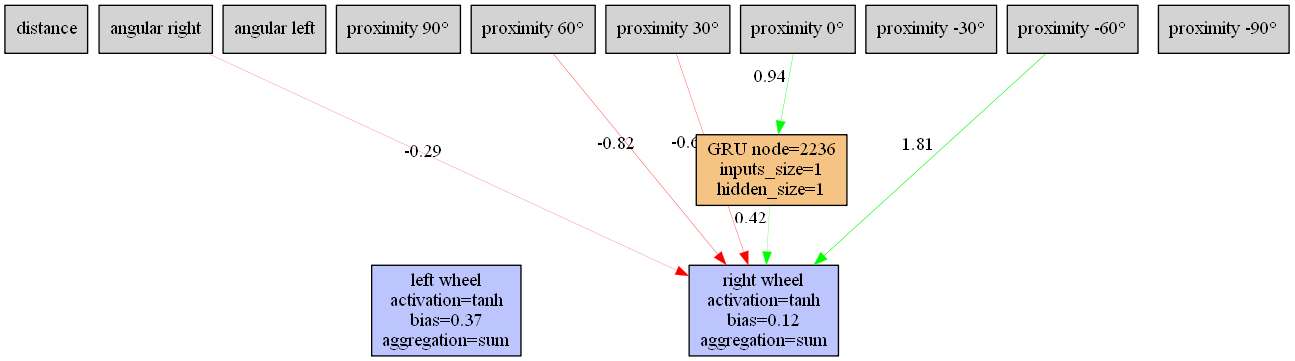 distance
angular right
angular left
proximity 90°
proximity 60°
proximity 30°
proximity 0°
proximity -30°
proximity -60°
proximity -90°
0.94
-0.29
-0.82
1.81
GRU node=2236
inputs_size=1
hidden_size=1
0.42
left wheel
activation=tanh
bias=0.37
aggregation=sum
right wheel
activation=tanh
bias=0.12
aggregation=sum